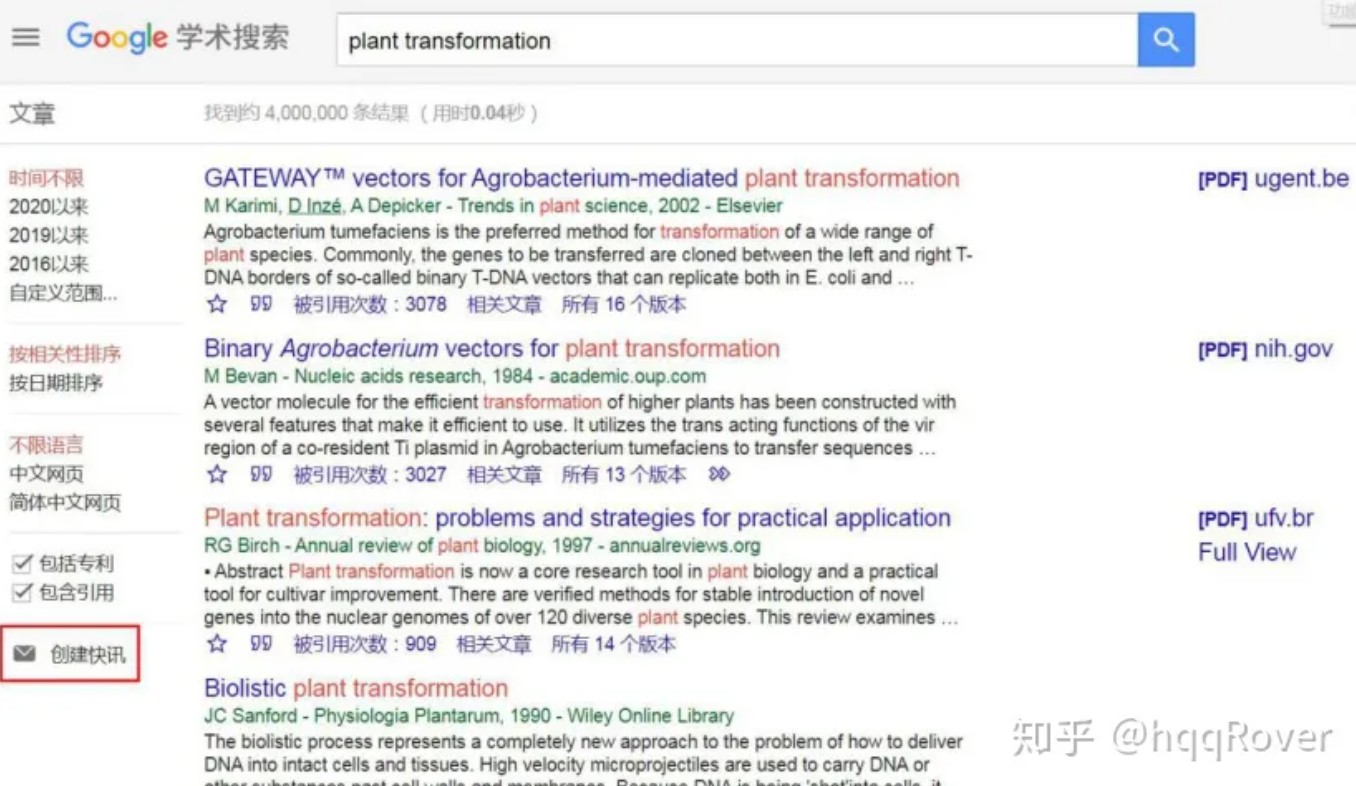 Google 学术搜索
plant transformation
文章
找到约 4,000,000 条结果 （用时0.04秒）
时间不限
2020以来
2019以来
2016以来
自定义范围...
按相关性排序
按日期排序
不限语言
中文网页
简体中文网页
包括专利
包含引用
创建快讯
GATEWAY™ vectors for Agrobacterium-mediated plant transformation
[PDF] ugent.be
M Karimi, D Inzé, A Depicker - Trends in plant science, 2002 - Elsevier
Agrobacterium tumefaciens is the preferred method for transformation of a wide range of
plant species. Commonly, the genes to be transferred are cloned between the left and right T-
DNA borders of so-called binary T-DNA vectors that can replicate both in E. coli and …
被引用次数：3078 相关文章 所有 16 个版本
Binary Agrobacterium vectors for plant transformation
[PDF] nih.gov
M Bevan - Nucleic acids research, 1984 - academic.oup.com
A vector molecule for the efficient transformation of higher plants has been constructed with
several features that make it efficient to use. It utilizes the trans acting functions of the vir
region of a co-resident Ti plasmid in Agrobacterium tumefaciens to transfer sequences …
被引用次数：3027 相关文章 所有 13 个版本
Plant transformation: problems and strategies for practical application
[PDF] ufv.br
Full View
RG Birch - Annual review of plant biology, 1997 - annualreviews.org
▪ Abstract Plant transformation is now a core research tool in plant biology and a practical
tool for cultivar improvement. There are verified methods for stable introduction of novel
genes into the nuclear genomes of over 120 diverse plant species. This review examines …
被引用次数：909 相关文章 所有 14 个版本
Biolistic plant transformation
JC Sanford - Physiologia Plantarum, 1990 - Wiley Online Library
The biolistic process represents a completely new approach to the problem of how to deliver
DNA into intact cells and tissues. High velocity microprojectiles are used to carry DNA or
知乎 @hqqRover